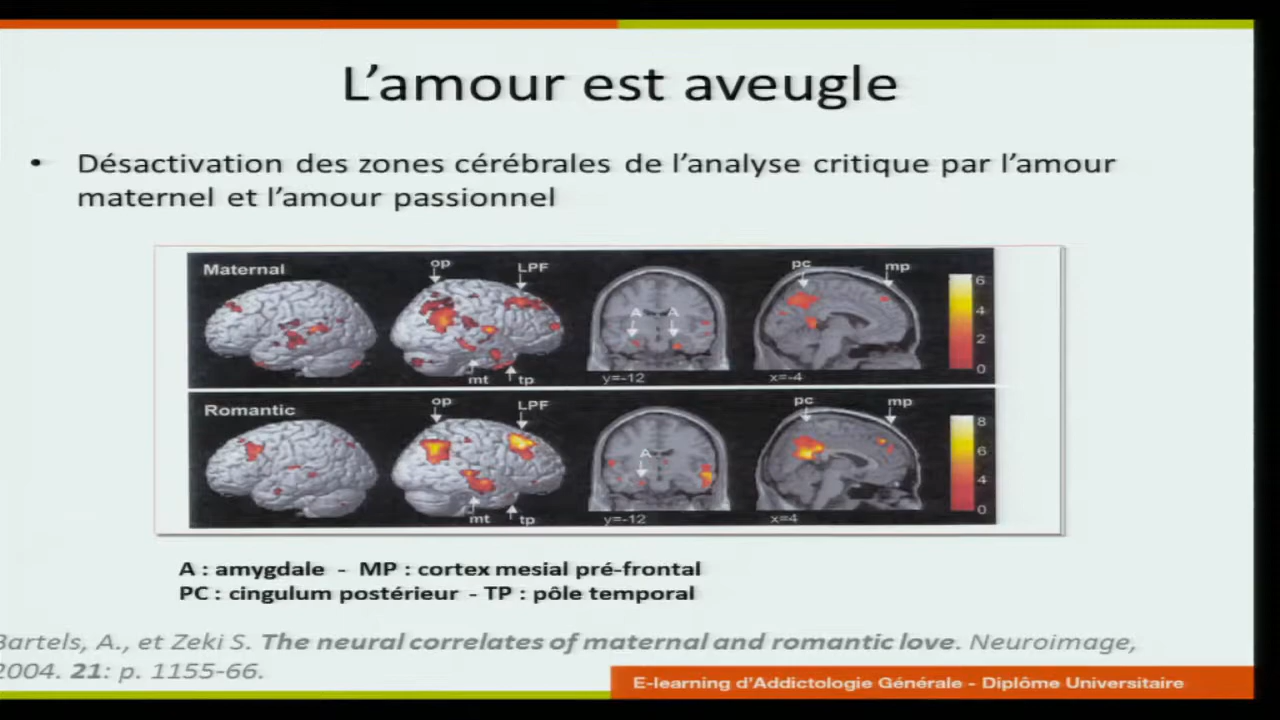 L'amour est aveugle
• Désactivation des zones cérébrales de l'analyse critique par l'amour
maternel et l'amour passionnel
Maternal
op
LPF
A A
pc
mp
6
4
2
0
mt
tp
y=-12
x=-4
Romantic
op
LPF
A
pc
mp
8
6
4
0
mt
tp
y=-12
x=4
A : amygdale - MP : cortex mesial pré-frontal
PC : cingulum postérieur - TP : pôle temporal
Bartels, A., et Zeki S. The neural correlates of maternal and romantic love. Neuroimage,
2004. 21: p. 1155-66.
E-learning d'Addictologie Générale - Diplôme Universitaire